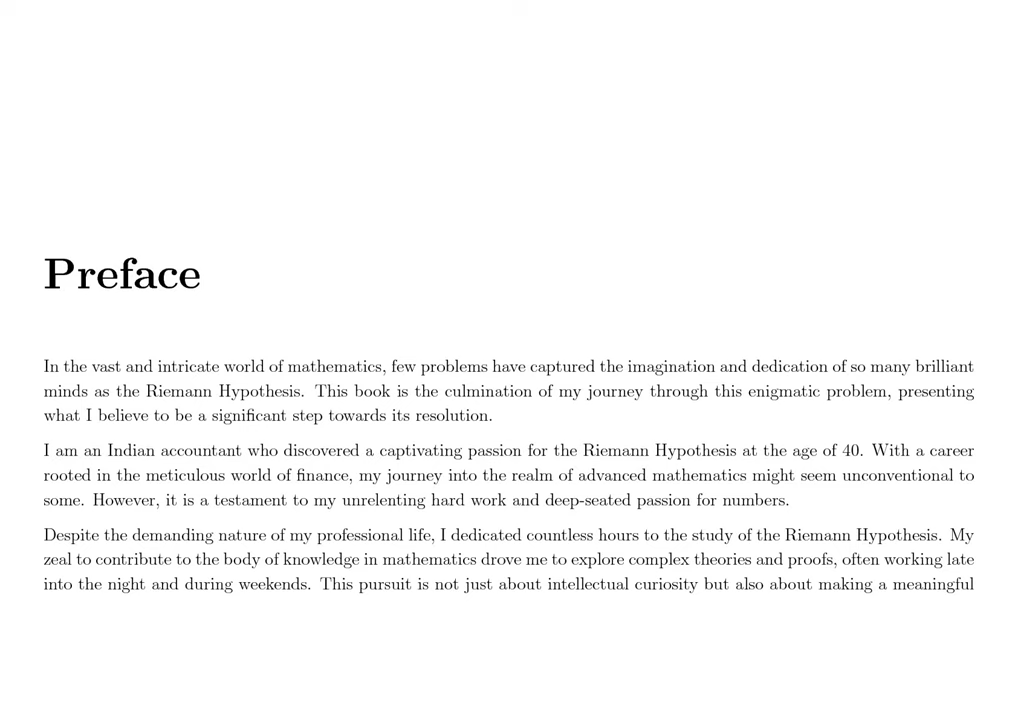 Preface
In the vast and intricate world of mathematics, few problems have captured the imagination and dedication of so many brilliant
minds as the Riemann Hypothesis. This book is the culmination of my journey through this enigmatic problem, presenting
what I believe to be a significant step towards its resolution.
I am an Indian accountant who discovered a captivating passion for the Riemann Hypothesis at the age of 40. With a career
rooted in the meticulous world of finance, my journey into the realm of advanced mathematics might seem unconventional to
some. However, it is a testament to my unrelenting hard work and deep-seated passion for numbers.
Despite the demanding nature of my professional life, I dedicated countless hours to the study of the Riemann Hypothesis. My
zeal to contribute to the body of knowledge in mathematics drove me to explore complex theories and proofs, often working late
into the night and during weekends. This pursuit is not just about intellectual curiosity but also about making a meaningful